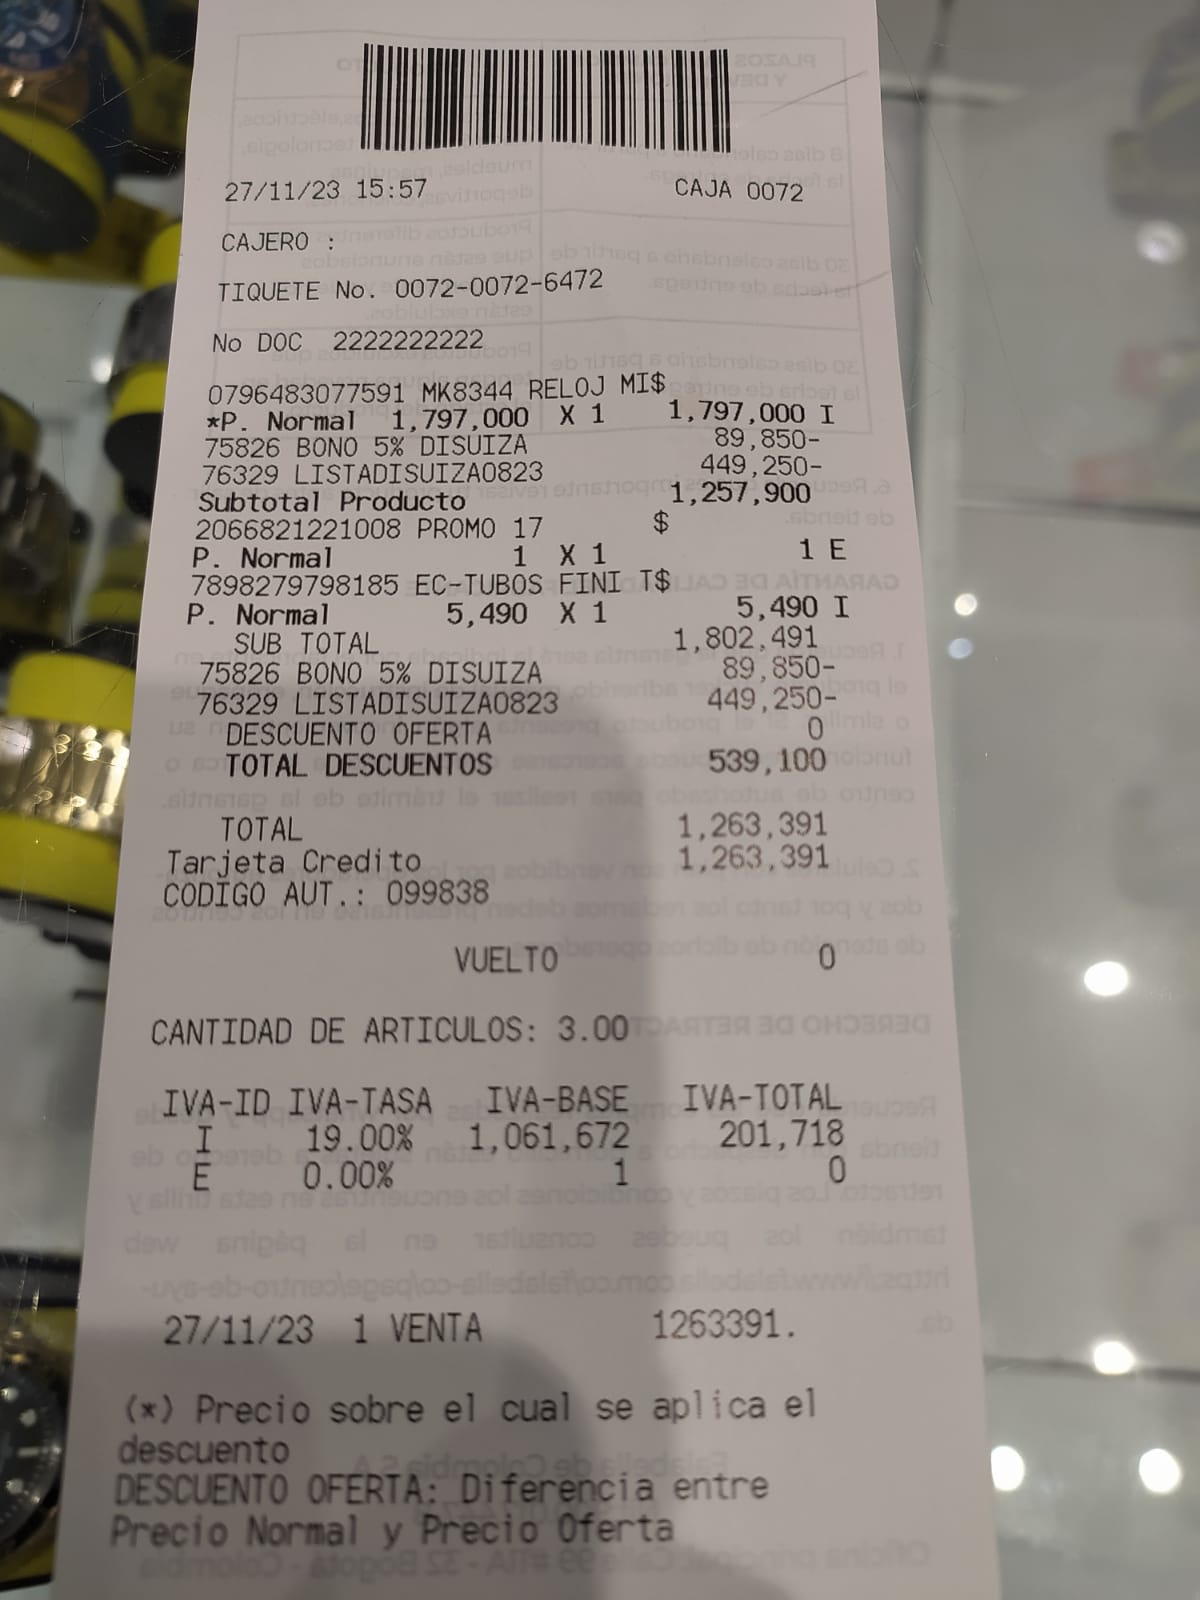 27/11/23 15:57 CAJA 0072
CAJERO :
TIQUETE No. 0072-0072-6472
No DOC 2222222222
0796483077591 MK8344 RELOJ MI$
*P. Normal 1,797,000 X 1 1,797,000 I
75826 BONO 5% DISUIZA 89,850-
76329 LISTADISUIZA0823 449,250-
Subtotal Producto 1,257,900
2066821221008 PROMO 17 $
P. Normal 1 X 1 1 E
7898279798185 EC-TUBOS FINI T$
P. Normal 5,490 X 1 5,490 I
SUB TOTAL 1,802,491
75826 BONO 5% DISUIZA 89,850-
76329 LISTADISUIZA0823 449,250-
DESCUENTO OFERTA 0
TOTAL DESCUENTOS 539,100
TOTAL 1,263,391
Tarjeta Credito 1,263,391
CODIGO AUT.: 099838
VUELTO 0
CANTIDAD DE ARTICULOS: 3.00
IVA-ID IVA-TASA IVA-BASE IVA-TOTAL
I 19.00% 1,061,672 201,718
E 0.00% 1 0
27/11/23 1 VENTA 1263391.
(*) Precio sobre el cual se aplica el
descuento
DESCUENTO OFERTA: Diferencia entre
Precio Normal y Precio Oferta